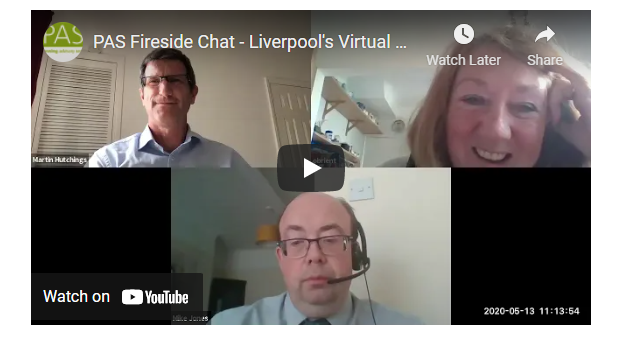 PAS
PAS Fireside Chat - Liverpool's Virtual ...
Watch Later
Share
Martin Hutchings
Watch on
YouTube
Mike Jones
2020-05-13 11:13:54